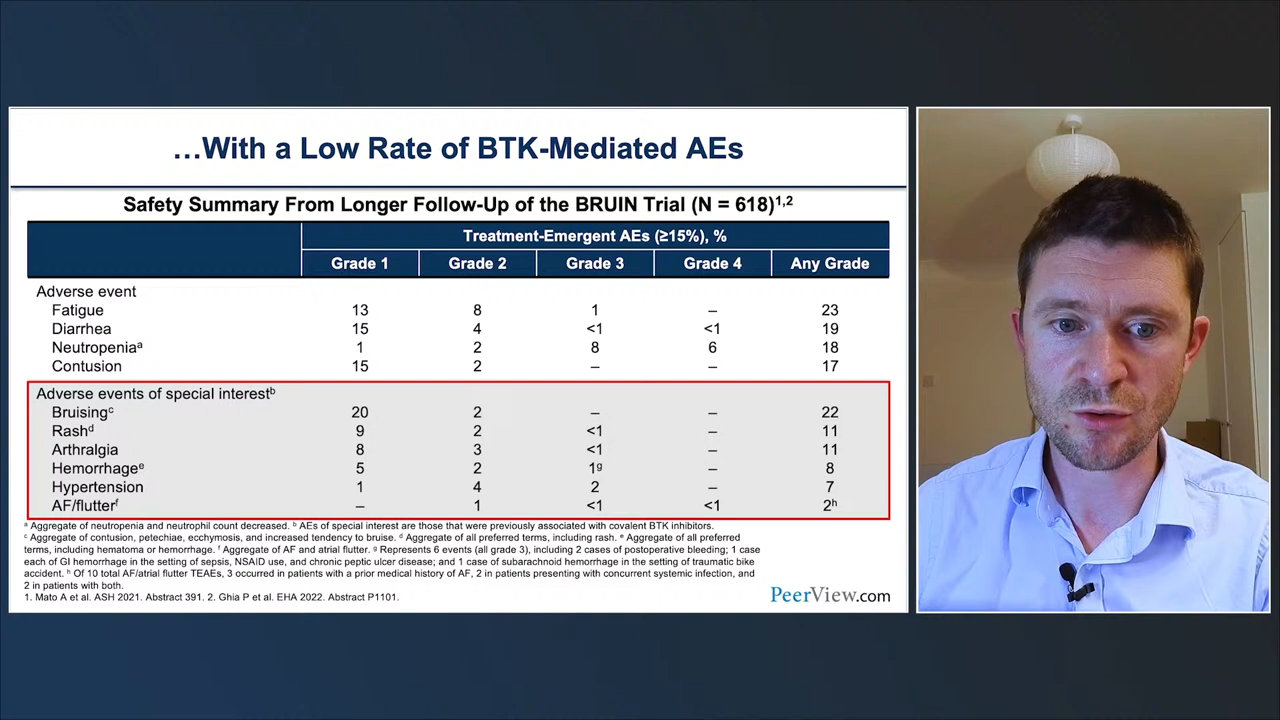 …With a Low Rate of BTK-Mediated AEs
Safety Summary From Longer Follow-Up of the BRUIN Trial (N = 618)1,2
Treatment-Emergent AEs (≥15%), %
Grade 1 Grade 2 Grade 3 Grade 4 Any Grade
Adverse event
Fatigue 13 8 1 – 23
Diarrhea 15 4 <1 <1 19
Neutropeniaa 1 2 8 6 18
Contusion 15 2 – – 17
Adverse events of special interestb
Bruisingc 20 2 – – 22
Rashd 9 2 <1 – 11
Arthralgia 8 3 <1 – 11
Hemorrhagee 5 2 1g – 8
Hypertension 1 4 2 – 7
AF/flutterf – 1 <1 <1 2h
a Aggregate of neutropenia and neutrophil count decreased. b AEs of special interest are those that were previously associated with covalent BTK inhibitors.
c Aggregate of contusion, petechiae, ecchymosis, and increased tendency to bruise. d Aggregate of all preferred terms, including rash. e Aggregate of all preferred
terms, including hematoma or hemorrhage. f Aggregate of AF and atrial flutter. g Represents 6 events (all grade 3), including 2 cases of postoperative bleeding; 1 case
each of GI hemorrhage in the setting of sepsis, NSAID use, and chronic peptic ulcer disease; and 1 case of subarachnoid hemorrhage in the setting of traumatic bike
accident. h Of 10 total AF/atrial flutter TEAEs, 3 occurred in patients with a prior medical history of AF, 2 in patients presenting with concurrent systemic infection, and
2 in patients with both.
1. Mato A et al. ASH 2021. Abstract 391. 2. Ghia P et al. EHA 2022. Abstract P1101.
PeerView.com